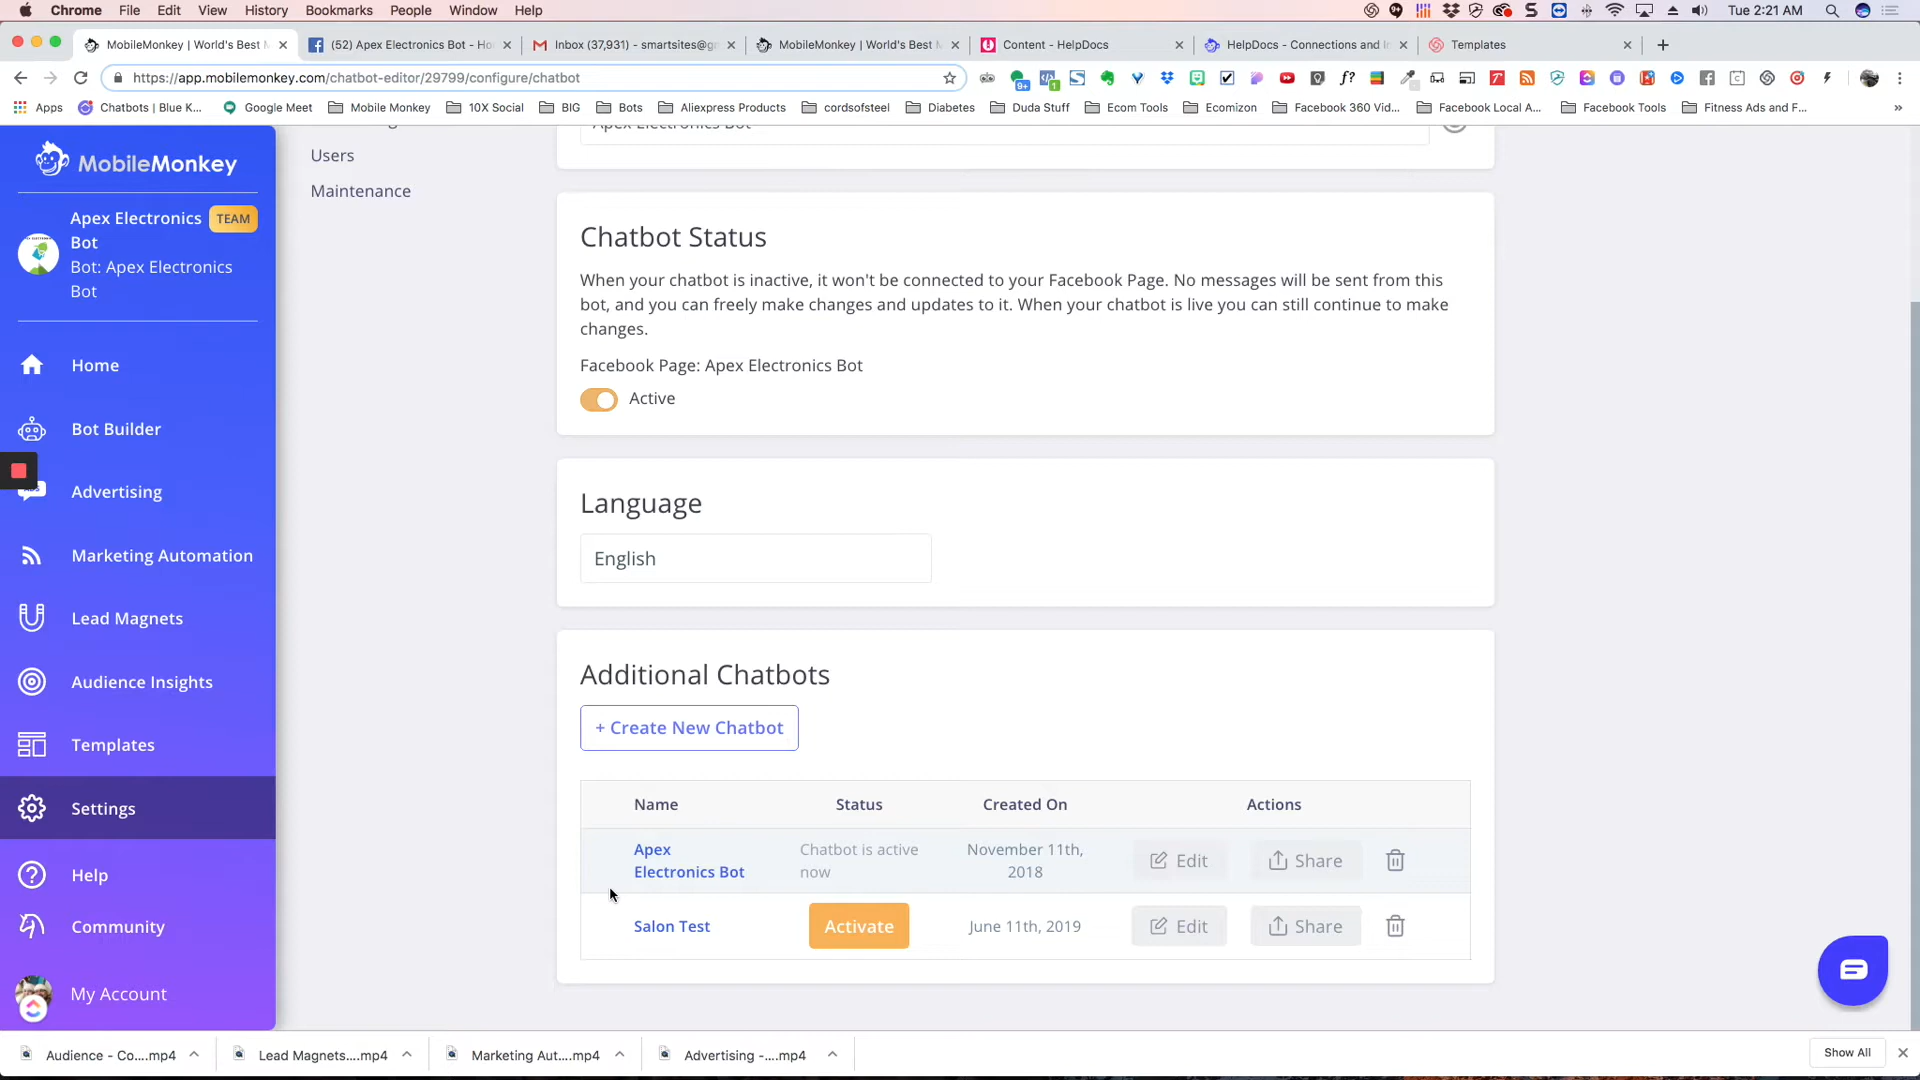 Chrome File Edit View History Bookmarks People Window Help Tue 2:21 AM
MobileMonkey | World's Best M (52) Apex Electronics Bot - Ho Inbox (37,931) - smartsites@g MobileMonkey | World's Best M Content - HelpDocs HelpDocs - Connections and I Templates
https://app.mobilemonkey.com/chatbot-editor/29799/configure/chatbot
Apps Chatbots | Blue K... Google Meet Mobile Monkey 10X Social BIG Bots Aliexpress Products cordsofsteel Diabetes Duda Stuff Ecom Tools Ecomizon Facebook 360 Vid... Facebook Local A... Facebook Tools Fitness Ads and F... »
MobileMonkey
Apex Electronics Bot TEAM
Bot: Apex Electronics
Bot
Home
Bot Builder
Advertising
Marketing Automation
Lead Magnets
Audience Insights
Templates
Settings
Help
Community
My Account
Users
Maintenance
Apex Electronics Bot
Chatbot Status
When your chatbot is inactive, it won't be connected to your Facebook Page. No messages will be sent from this
bot, and you can freely make changes and updates to it. When your chatbot is live you can still continue to make
changes.
Facebook Page: Apex Electronics Bot
Active
Language
English
Additional Chatbots
+ Create New Chatbot
Name Status Created On Actions
Apex Electronics Bot Chatbot is active now November 11th, 2018 Edit Share
Salon Test Activate June 11th, 2019 Edit Share
Audience - Co....mp4 Lead Magnets....mp4 Marketing Aut....mp4 Advertising -....mp4 Show All